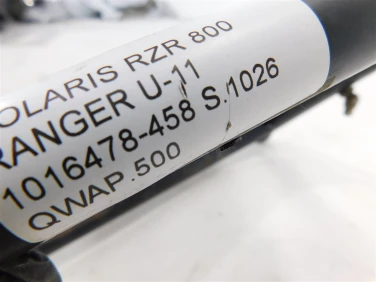 OLARIS RZR 800
RANGER U-11
1016478-458 S.1026
QWAP.500